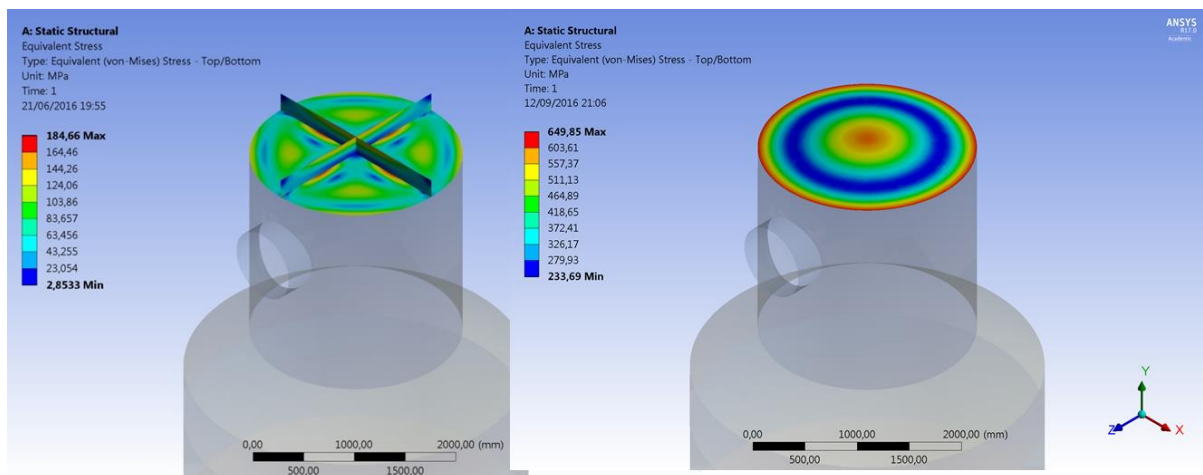 A: Static Structural
Equivalent Stress
Type: Equivalent (von-Mises) Stress - Top/Bottom
Unit: MPa
Time: 1
21/06/2016 19:55
184,66 Max
164,46
144,26
124,06
103,86
83,657
63,456
43,255
23,054
2,8533 Min
0,00 1000,00 2000,00 (mm)
500,00 1500,00
A: Static Structural
Equivalent Stress
Type: Equivalent (von-Mises) Stress - Top/Bottom
Unit: MPa
Time: 1
12/09/2016 21:06
649,85 Max
603,61
557,37
511,13
464,89
418,65
372,41
326,17
279,93
233,69 Min
0,00 1000,00 2000,00 (mm)
500,00 1500,00
ANSYS
R17.0
Academic
Y
Z
X